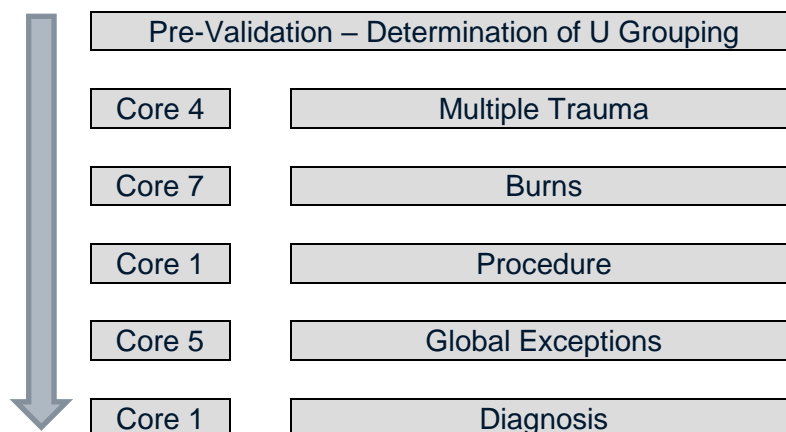 Pre-Validation – Determination of U Grouping
Core 4 Multiple Trauma
Core 7 Burns
Core 1 Procedure
Core 5 Global Exceptions
Core 1 Diagnosis